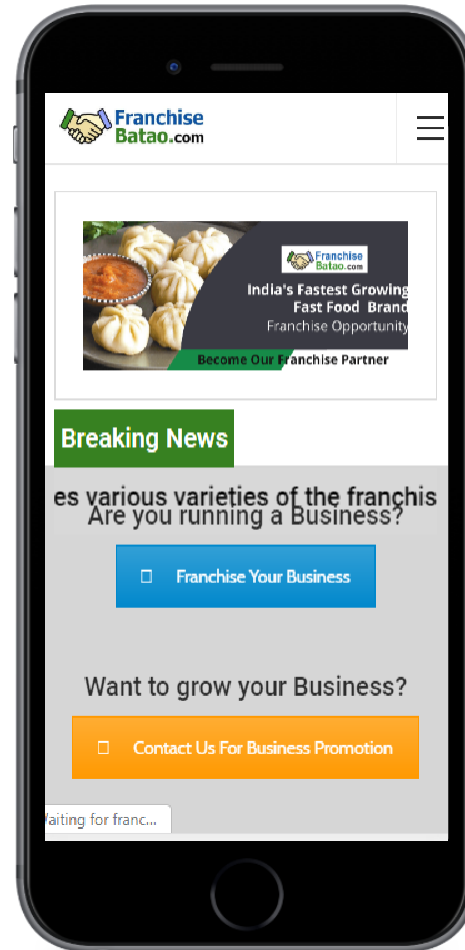 Franchise
Batao.com
Franchise
Batao.com
India's Fastest Growing
Fast Food Brand
Franchise Opportunity
Become Our Franchise Partner
Breaking News
es various varieties of the franchis
Are you running a Business?
Franchise Your Business
Want to grow your Business?
Contact Us For Business Promotion
aiting for franc...